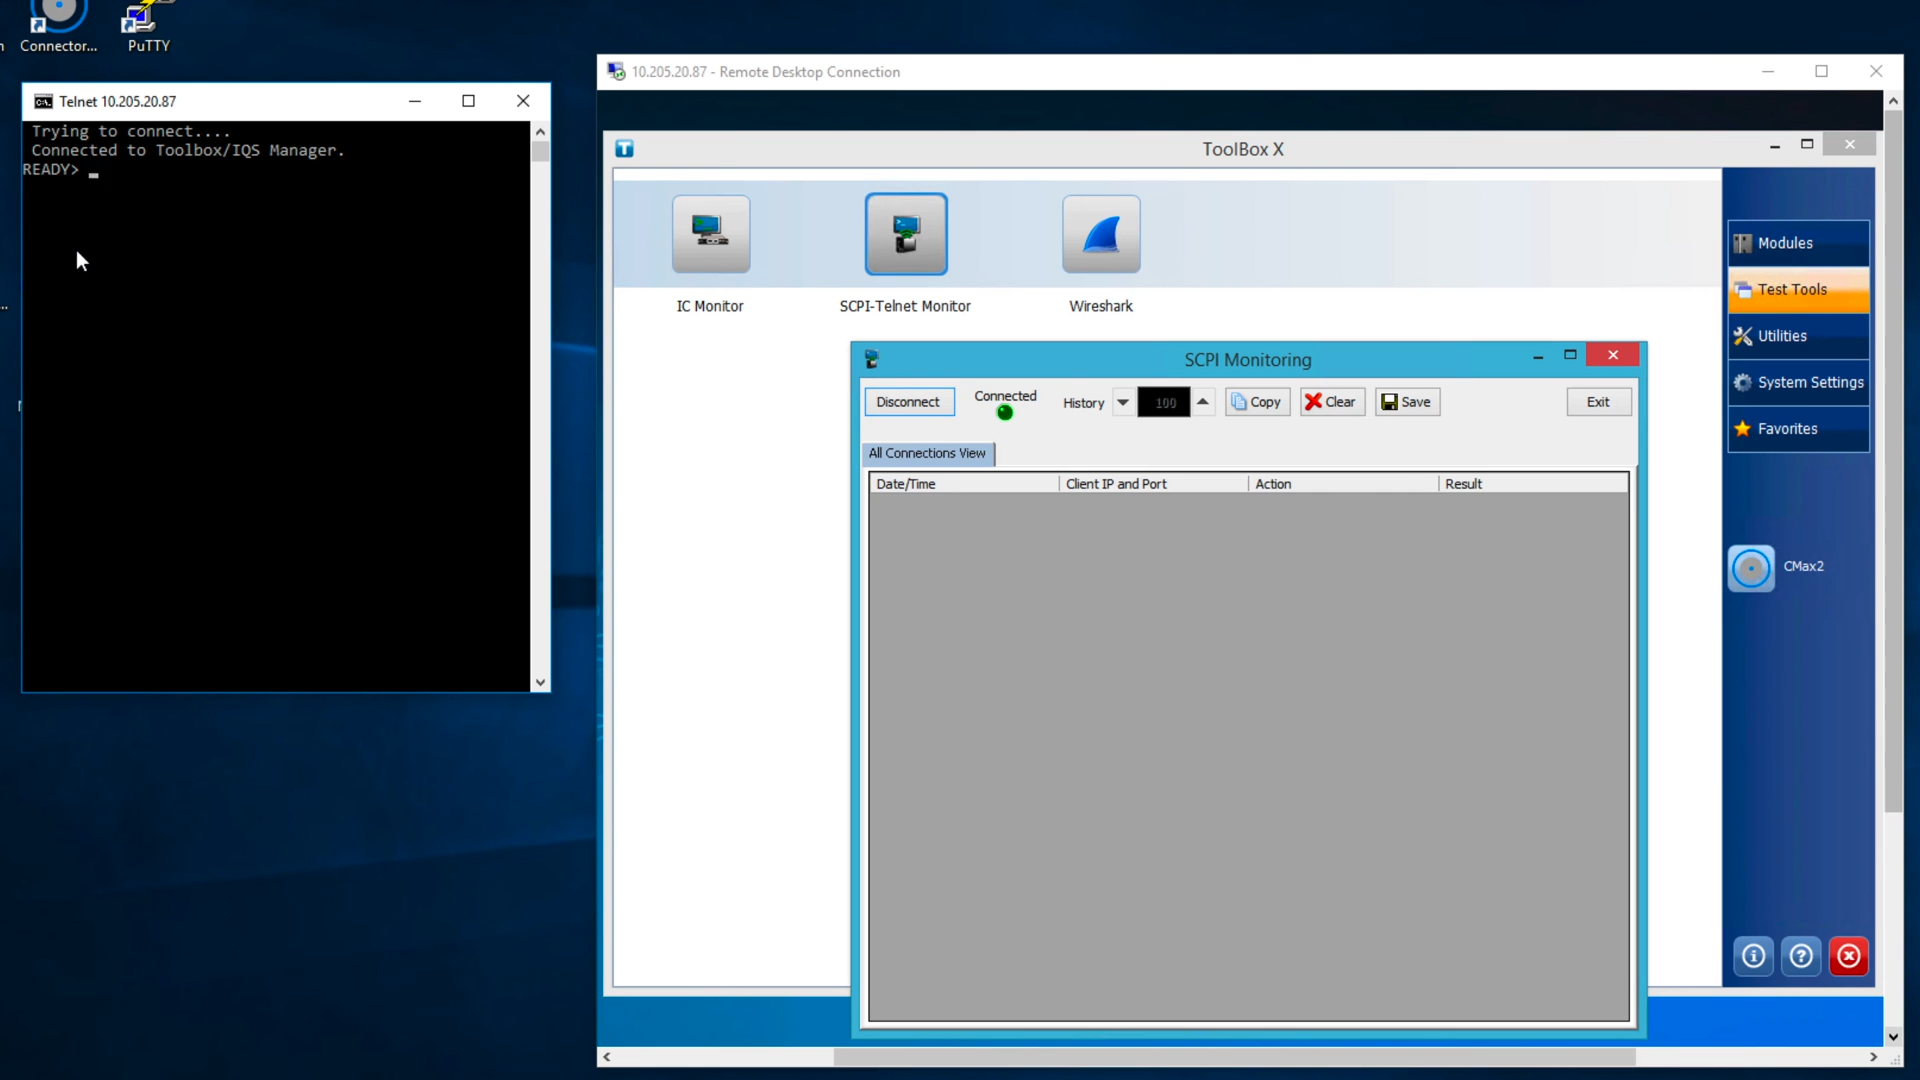 Connector...
PuTTY
Telnet 10.205.20.87
Trying to connect....
Connected to Toolbox/IQS Manager.
READY>
10.205.20.87 - Remote Desktop Connection
ToolBox X
IC Monitor
SCPI-Telnet Monitor
Wireshark
Modules
Test Tools
Utilities
System Settings
Favorites
CMax2
SCPI Monitoring
Disconnect
Connected
History
100
Copy
Clear
Save
Exit
All Connections View
Date/Time
Client IP and Port
Action
Result